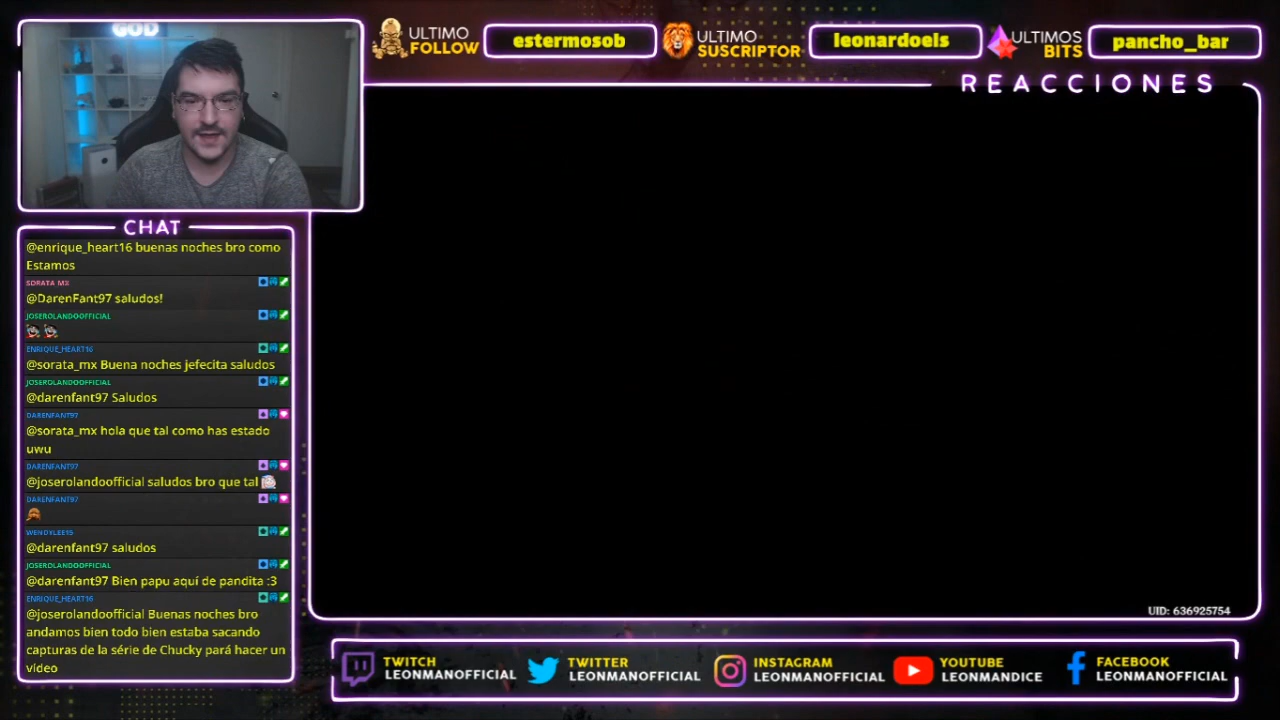 GOD
ULTIMO
FOLLOW
estermosob
ULTIMO
SUSCRIPTOR
leonardoels
ULTIMOS
BITS
pancho_bar
REACCIONES
CHAT
@enrique_heart16 buenas noches bro como
Estamos
SORATA_MX
@DarenFant97 saludos!
JOSEROLANDOOFFICIAL
ENRIQUE_HEART16
@sorata_mx Buena noches jefecita saludos
JOSEROLANDOOFFICIAL
@darenfant97 Saludos
DARENFANT97
@sorata_mx hola que tal como has estado
uwu
DARENFANT97
@joserolandoofficial saludos bro que tal
DARENFANT97
WENDYLEE15
@darenfant97 saludos
JOSEROLANDOOFFICIAL
@darenfant97 Bien papu aquí de pandita :3
ENRIQUE_HEART16
@joserolandoofficial Buenas noches bro
andamos bien todo bien estaba sacando
capturas de la série de Chucky pará hacer un
vídeo
UID: 636925754
TWITCH
LEONMANOFFICIAL
TWITTER
LEONMANOFFICIAL
INSTAGRAM
LEONMANOFFICIAL
YOUTUBE
LEONMANDICE
FACEBOOK
LEONMANOFFICIAL